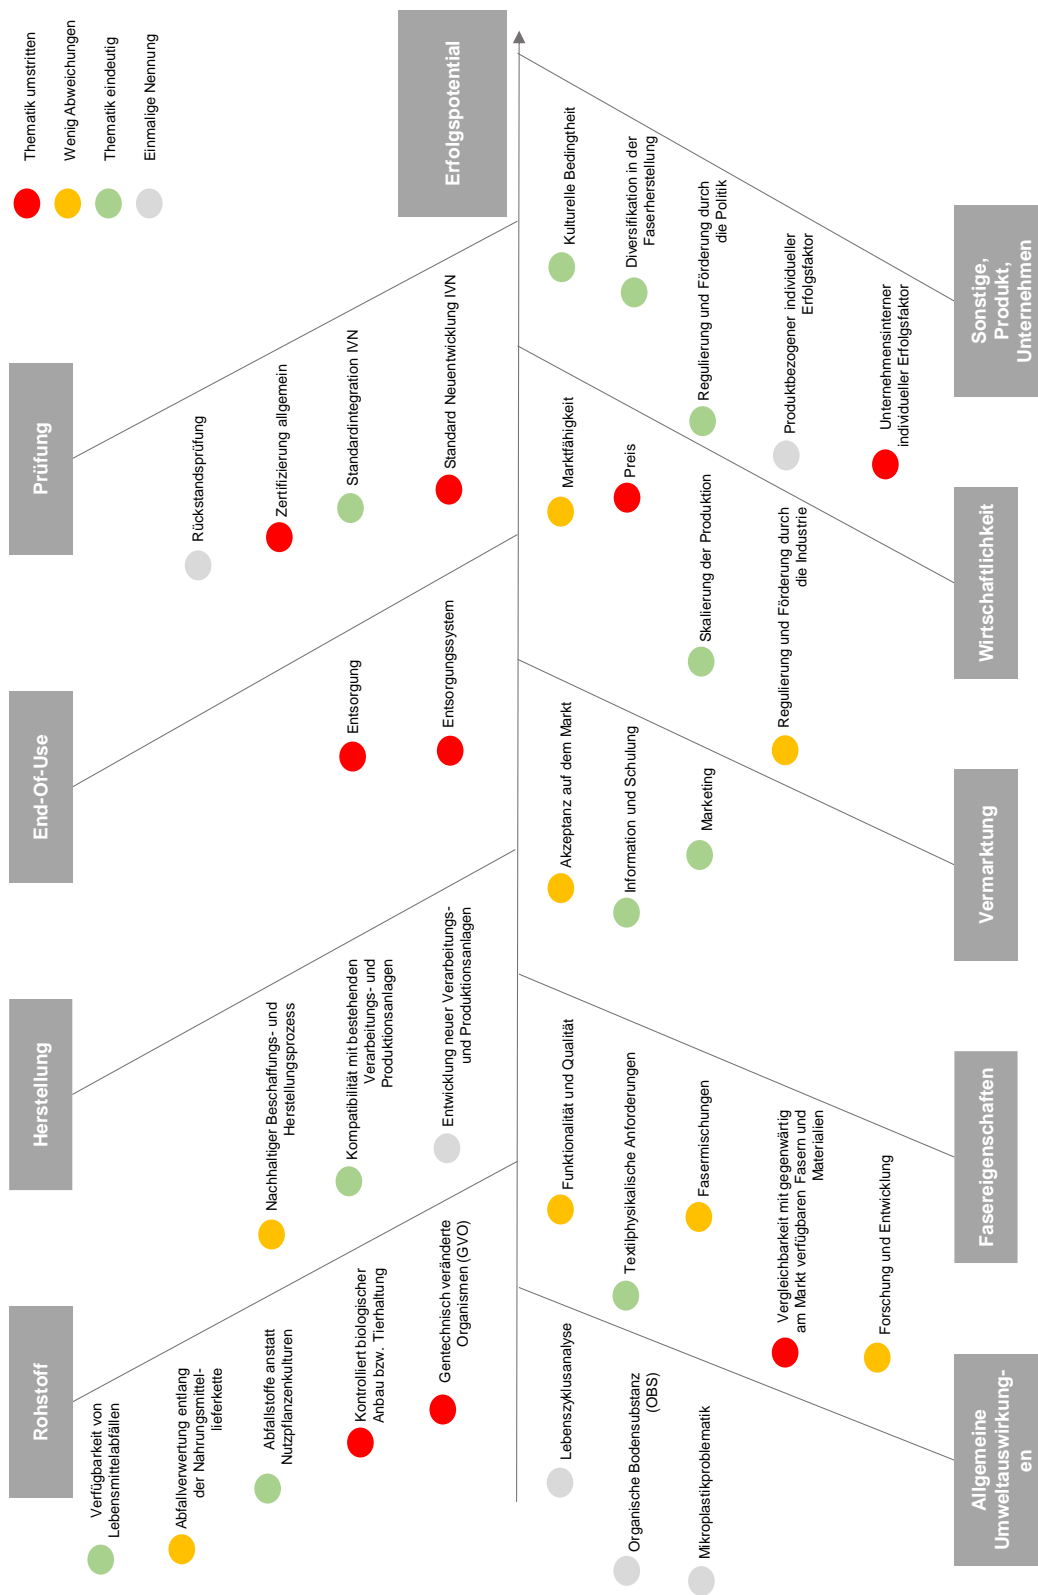 Thematik umstritten
Wenig Abweichungen
Thematik eindeutig
Einmalige Nennung
Erfolgspotential
Rohstoff
Verfügbarkeit von
Lebensmittelabfällen
Abfallverwertung entlang
der Nahrungsmittel-
lieferkette
Abfallstoffe anstatt
Nutzpflanzenkulturen
Kontrolliert biologischer
Anbau bzw. Tierhaltung
Gentechnisch veränderte
Organismen (GVO)
Herstellung
Nachhaltiger Beschaffungs- und
Herstellungsprozess
Kompatibilität mit bestehenden
Verarbeitungs- und
Produktionsanlagen
Entwicklung neuer Verarbeitungs-
und Produktionsanlagen
End-Of-Use
Entsorgung
Entsorgungssystem
Prüfung
Rückstandsprüfung
Zertifizierung allgemein
Standardintegration IVN
Standard Neuentwicklung IVN
Lebenszyklusanalyse
Organische Bodensubstanz
(OBS)
Mikroplastikproblematik
Allgemeine
Umweltauswirkung-
en
Funktionalität und Qualität
Textilphysikalische Anforderungen
Fasermischungen
Vergleichbarkeit mit gegenwärtig
am Markt verfügbaren Fasern und
Materialien
Forschung und Entwicklung
Fasereigenschaften
Akzeptanz auf dem Markt
Information und Schulung
Marketing
Vermarktung
Marktfähigkeit
Preis
Skalierung der Produktion
Regulierung und Förderung durch
die Industrie
Wirtschaftlichkeit
Kulturelle Bedingtheit
Diversifikation in der
Faserherstellung
Regulierung und Förderung durch
die Politik
Produktbezogener individueller
Erfolgsfaktor
Unternehmensinterner
individueller Erfolgsfaktor
Sonstige,
Produkt,
Unternehmen